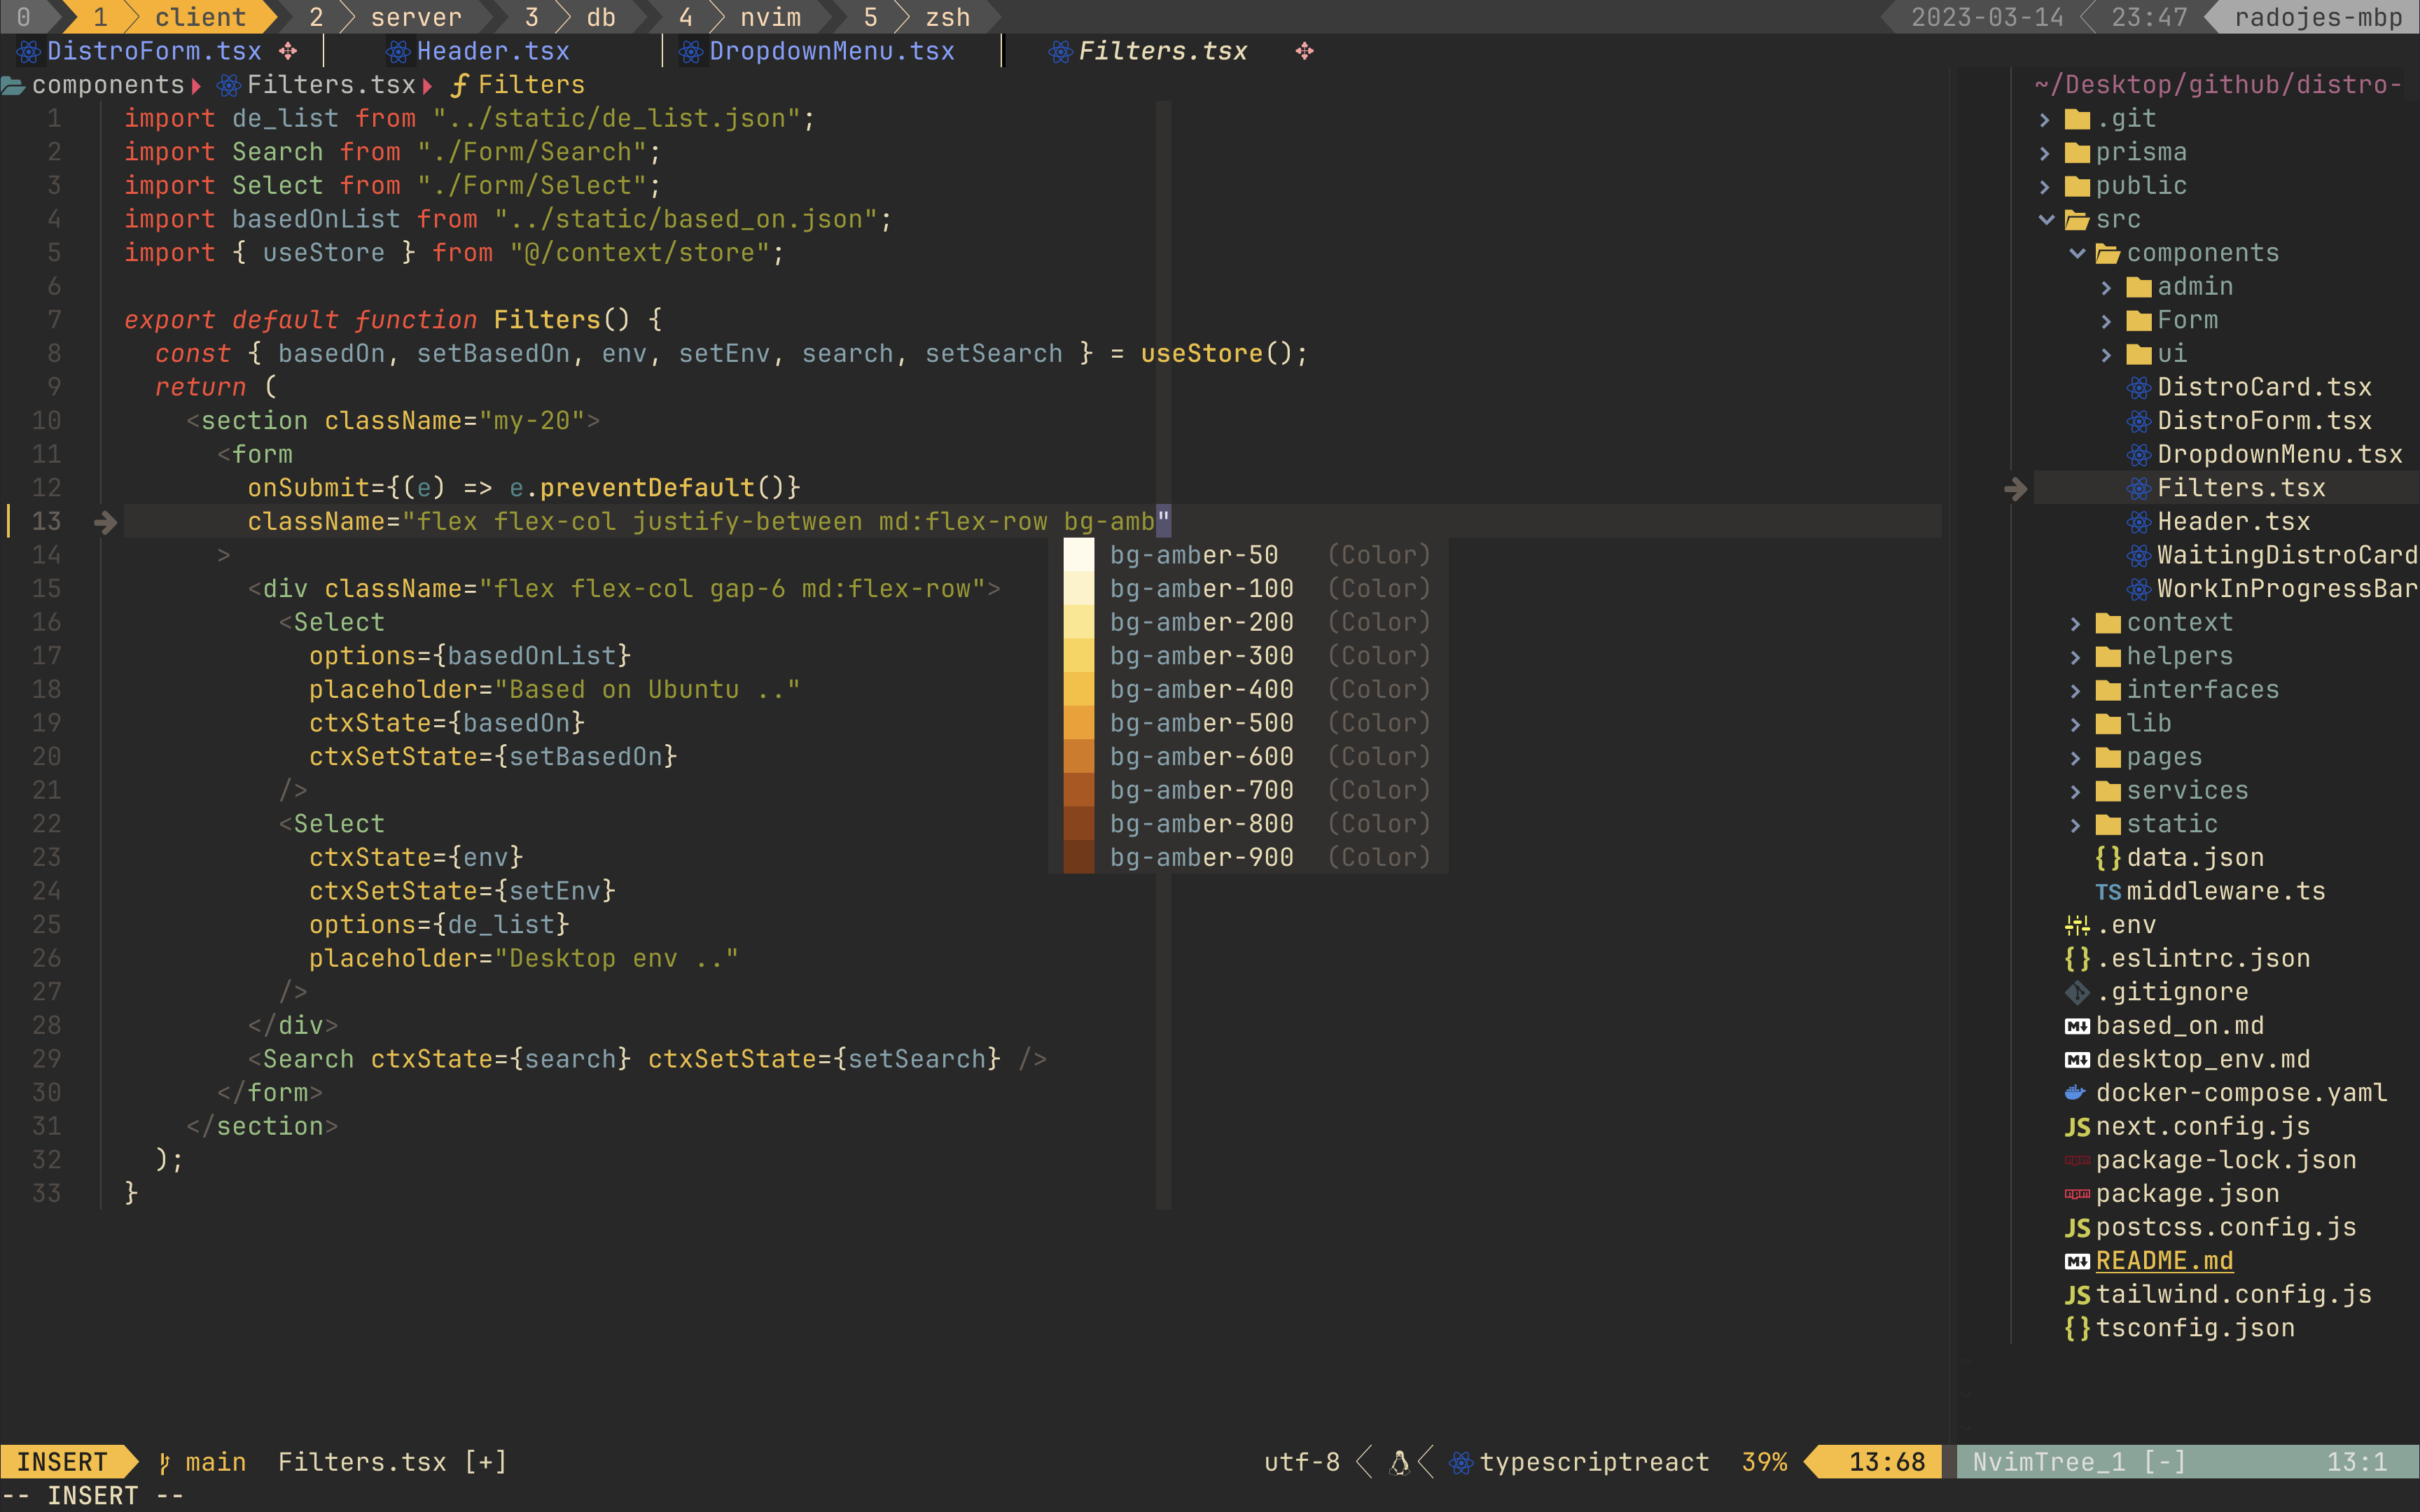 0 1 client 2 server 3 db 4 nvim 5 zsh 2023-03-14 23:47 radojes-mbp
DistroForm.tsx Header.tsx DropdownMenu.tsx Filters.tsx
components Filters.tsx Filters
1 import de_list from "../static/de_list.json";
2 import Search from "./Form/Search";
3 import Select from "./Form/Select";
4 import basedOnList from "../static/based_on.json";
5 import { useStore } from "@/context/store";
6
7 export default function Filters() {
8 const { basedOn, setBasedOn, env, setEnv, search, setSearch } = useStore();
9 return (
10 <section className="my-20">
11 <form
12 onSubmit={(e) => e.preventDefault()}
13 className="flex flex-col justify-between md:flex-row bg-amb"
14 >
15 <div className="flex flex-col gap-6 md:flex-row">
16 <Select
17 options={basedOnList}
18 placeholder="Based on Ubuntu .."
19 ctxState={basedOn}
20 ctxSetState={setBasedOn}
21 />
22 <Select
23 ctxState={env}
24 ctxSetState={setEnv}
25 options={de_list}
26 placeholder="Desktop env .."
27 />
28 </div>
29 <Search ctxState={search} ctxSetState={setSearch} />
30 </form>
31 </section>
32 );
33 }
bg-amber-50 (Color)
bg-amber-100 (Color)
bg-amber-200 (Color)
bg-amber-300 (Color)
bg-amber-400 (Color)
bg-amber-500 (Color)
bg-amber-600 (Color)
bg-amber-700 (Color)
bg-amber-800 (Color)
bg-amber-900 (Color)
~/Desktop/github/distro-
.git
prisma
public
src
components
admin
Form
ui
DistroCard.tsx
DistroForm.tsx
DropdownMenu.tsx
Filters.tsx
Header.tsx
WaitingDistroCard
WorkInProgressBar
context
helpers
interfaces
lib
pages
services
static
{} data.json
TS middleware.ts
.env
{} .eslintrc.json
.gitignore
M based_on.md
M desktop_env.md
docker-compose.yaml
JS next.config.js
npm package-lock.json
npm package.json
JS postcss.config.js
M README.md
JS tailwind.config.js
{} tsconfig.json
INSERT main Filters.tsx [+] utf-8 typescriptreact 39% 13:68 NvimTree_1 [-] 13:1
-- INSERT --